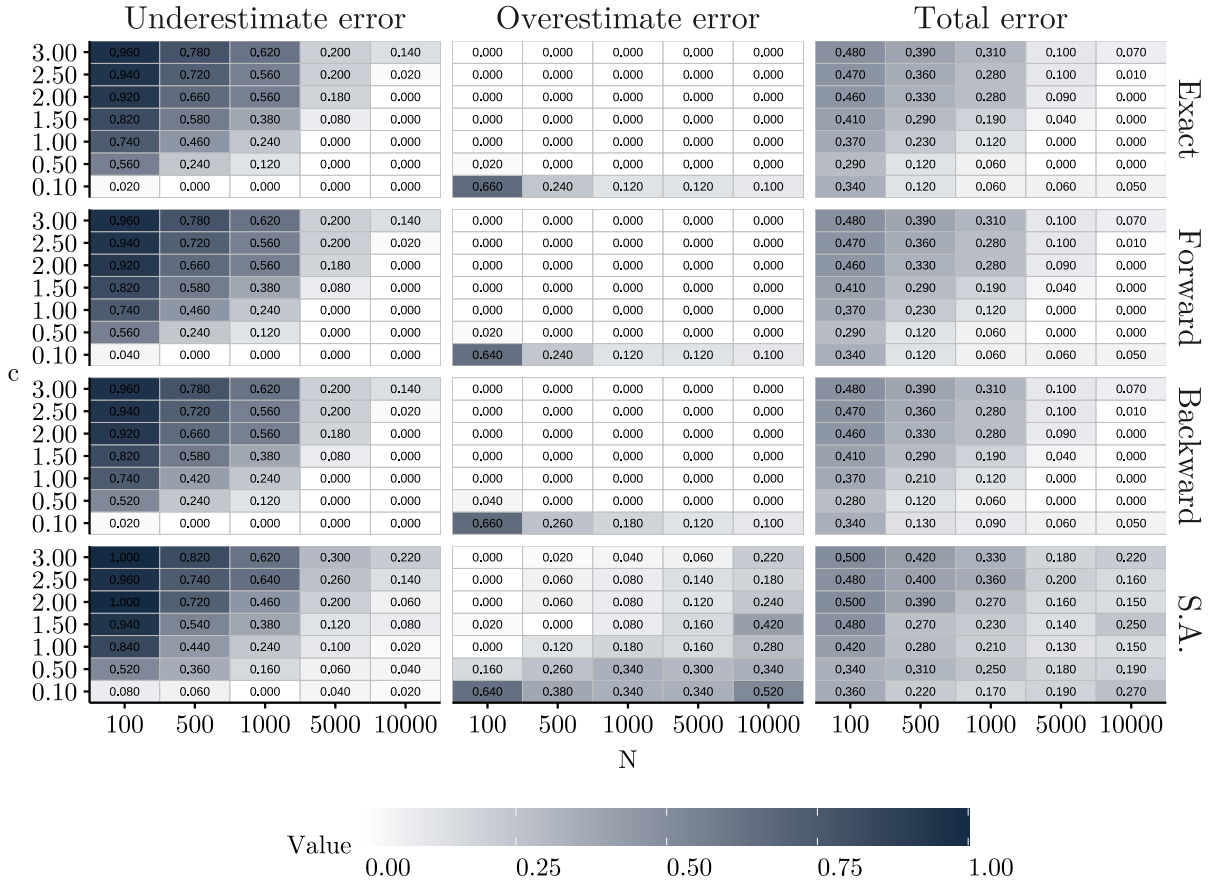 Underestimate error Overestimate error Total error
3.00 0.960 0.780 0.620 0.200 0.140 0.000 0.000 0.000 0.000 0.000 0.480 0.390 0.310 0.100 0.070
2.50 0.940 0.720 0.560 0.200 0.020 0.000 0.000 0.000 0.000 0.000 0.470 0.360 0.280 0.100 0.010
2.00 0.920 0.660 0.560 0.180 0.000 0.000 0.000 0.000 0.000 0.000 0.460 0.330 0.280 0.090 0.000
1.50 0.820 0.580 0.380 0.080 0.000 0.000 0.000 0.000 0.000 0.000 0.410 0.290 0.190 0.040 0.000
1.00 0.740 0.460 0.240 0.000 0.000 0.000 0.000 0.000 0.000 0.000 0.370 0.230 0.120 0.000 0.000
0.50 0.560 0.240 0.120 0.000 0.000 0.020 0.000 0.000 0.000 0.000 0.290 0.120 0.060 0.000 0.000
0.10 0.020 0.000 0.000 0.000 0.000 0.660 0.240 0.120 0.120 0.100 0.340 0.120 0.060 0.060 0.050
Exact
3.00 0.960 0.780 0.620 0.200 0.140 0.000 0.000 0.000 0.000 0.000 0.480 0.390 0.310 0.100 0.070
2.50 0.940 0.720 0.560 0.200 0.020 0.000 0.000 0.000 0.000 0.000 0.470 0.360 0.280 0.100 0.010
2.00 0.920 0.660 0.560 0.180 0.000 0.000 0.000 0.000 0.000 0.000 0.460 0.330 0.280 0.090 0.000
1.50 0.820 0.580 0.380 0.080 0.000 0.000 0.000 0.000 0.000 0.000 0.410 0.290 0.190 0.040 0.000
1.00 0.740 0.460 0.240 0.000 0.000 0.000 0.000 0.000 0.000 0.000 0.370 0.230 0.120 0.000 0.000
0.50 0.560 0.240 0.120 0.000 0.000 0.020 0.000 0.000 0.000 0.000 0.290 0.120 0.060 0.000 0.000
0.10 0.040 0.000 0.000 0.000 0.000 0.640 0.240 0.120 0.120 0.100 0.340 0.120 0.060 0.060 0.050
Forward
c
3.00 0.960 0.780 0.620 0.200 0.140 0.000 0.000 0.000 0.000 0.000 0.480 0.390 0.310 0.100 0.070
2.50 0.940 0.720 0.560 0.200 0.020 0.000 0.000 0.000 0.000 0.000 0.470 0.360 0.280 0.100 0.010
2.00 0.920 0.660 0.560 0.180 0.000 0.000 0.000 0.000 0.000 0.000 0.460 0.330 0.280 0.090 0.000
1.50 0.820 0.580 0.380 0.080 0.000 0.000 0.000 0.000 0.000 0.000 0.410 0.290 0.190 0.040 0.000
1.00 0.740 0.420 0.240 0.000 0.000 0.000 0.000 0.000 0.000 0.000 0.370 0.210 0.120 0.000 0.000
0.50 0.520 0.240 0.120 0.000 0.000 0.040 0.000 0.000 0.000 0.000 0.280 0.120 0.060 0.000 0.000
0.10 0.020 0.000 0.000 0.000 0.000 0.660 0.260 0.180 0.120 0.100 0.340 0.130 0.090 0.060 0.050
Backward
3.00 1.000 0.820 0.620 0.300 0.220 0.000 0.020 0.040 0.060 0.220 0.500 0.420 0.330 0.180 0.220
2.50 0.960 0.740 0.640 0.260 0.140 0.000 0.060 0.080 0.140 0.180 0.480 0.400 0.360 0.200 0.160
2.00 1.000 0.720 0.460 0.200 0.060 0.000 0.060 0.080 0.120 0.240 0.500 0.390 0.270 0.160 0.150
1.50 0.940 0.540 0.380 0.120 0.080 0.020 0.000 0.080 0.160 0.420 0.480 0.270 0.230 0.140 0.250
1.00 0.840 0.440 0.240 0.100 0.020 0.000 0.120 0.180 0.160 0.280 0.420 0.280 0.210 0.130 0.150
0.50 0.520 0.360 0.160 0.060 0.040 0.160 0.260 0.340 0.300 0.340 0.340 0.310 0.250 0.180 0.190
0.10 0.080 0.060 0.000 0.040 0.020 0.640 0.380 0.340 0.340 0.520 0.360 0.220 0.170 0.190 0.270
S.A.
100 500 1000 5000 10000 100 500 1000 5000 10000 100 500 1000 5000 10000
N
Value
0.00 0.25 0.50 0.75 1.00